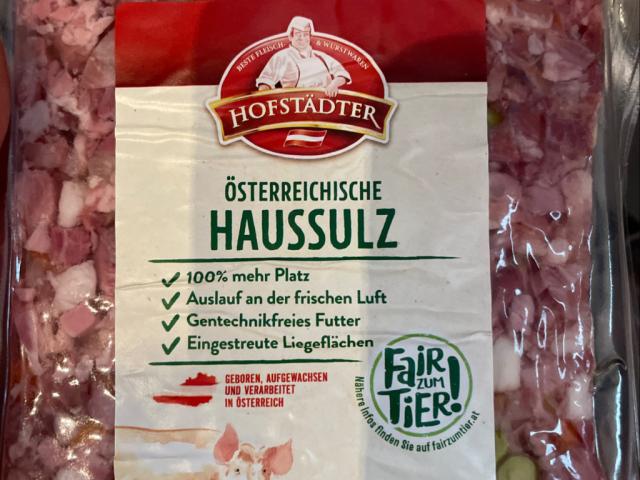 BESTE FLEISCH- & WURSTWAREN
HOFSTÄDTER
ÖSTERREICHISCHE
HAUSSULZ
100% mehr Platz
Auslauf an der frischen Luft
Gentechnikfreies Futter
Eingestreute Liegeflächen
GEBOREN, AUFGEWACHSEN
UND VERARBEITET
IN ÖSTERREICH
FAIR
ZUM
TIER!
Nähere Infos finden Sie auf fairzumtier.at